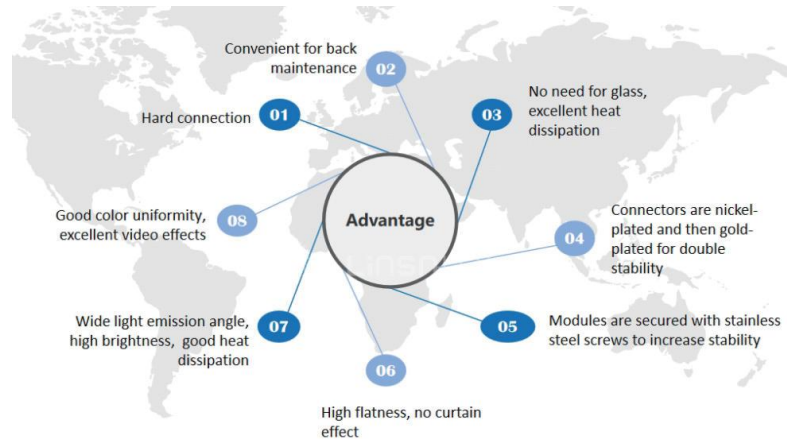 Hard connection
01
Convenient for back
maintenance
02
03
No need for glass,
excellent heat
dissipation
04
Connectors are nickel-
plated and then gold-
plated for double
stability
05
Modules are secured with stainless
steel screws to increase stability
06
High flatness, no curtain
effect
07
Wide light emission angle,
high brightness, good heat
dissipation
08
Good color uniformity,
excellent video effects
Advantage